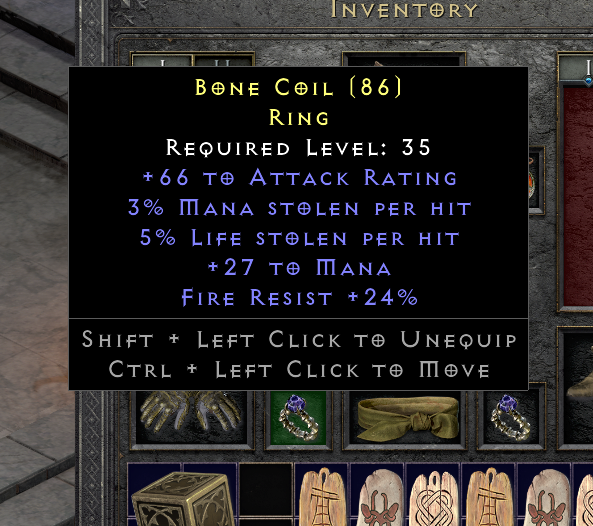 Inventory
Bone Coil (86)
Ring
Required Level: 35
+66 to Attack Rating
3% Mana stolen per hit
5% Life stolen per hit
+27 to Mana
Fire Resist +24%
Shift + Left Click to Unequip
Ctrl + Left Click to Move